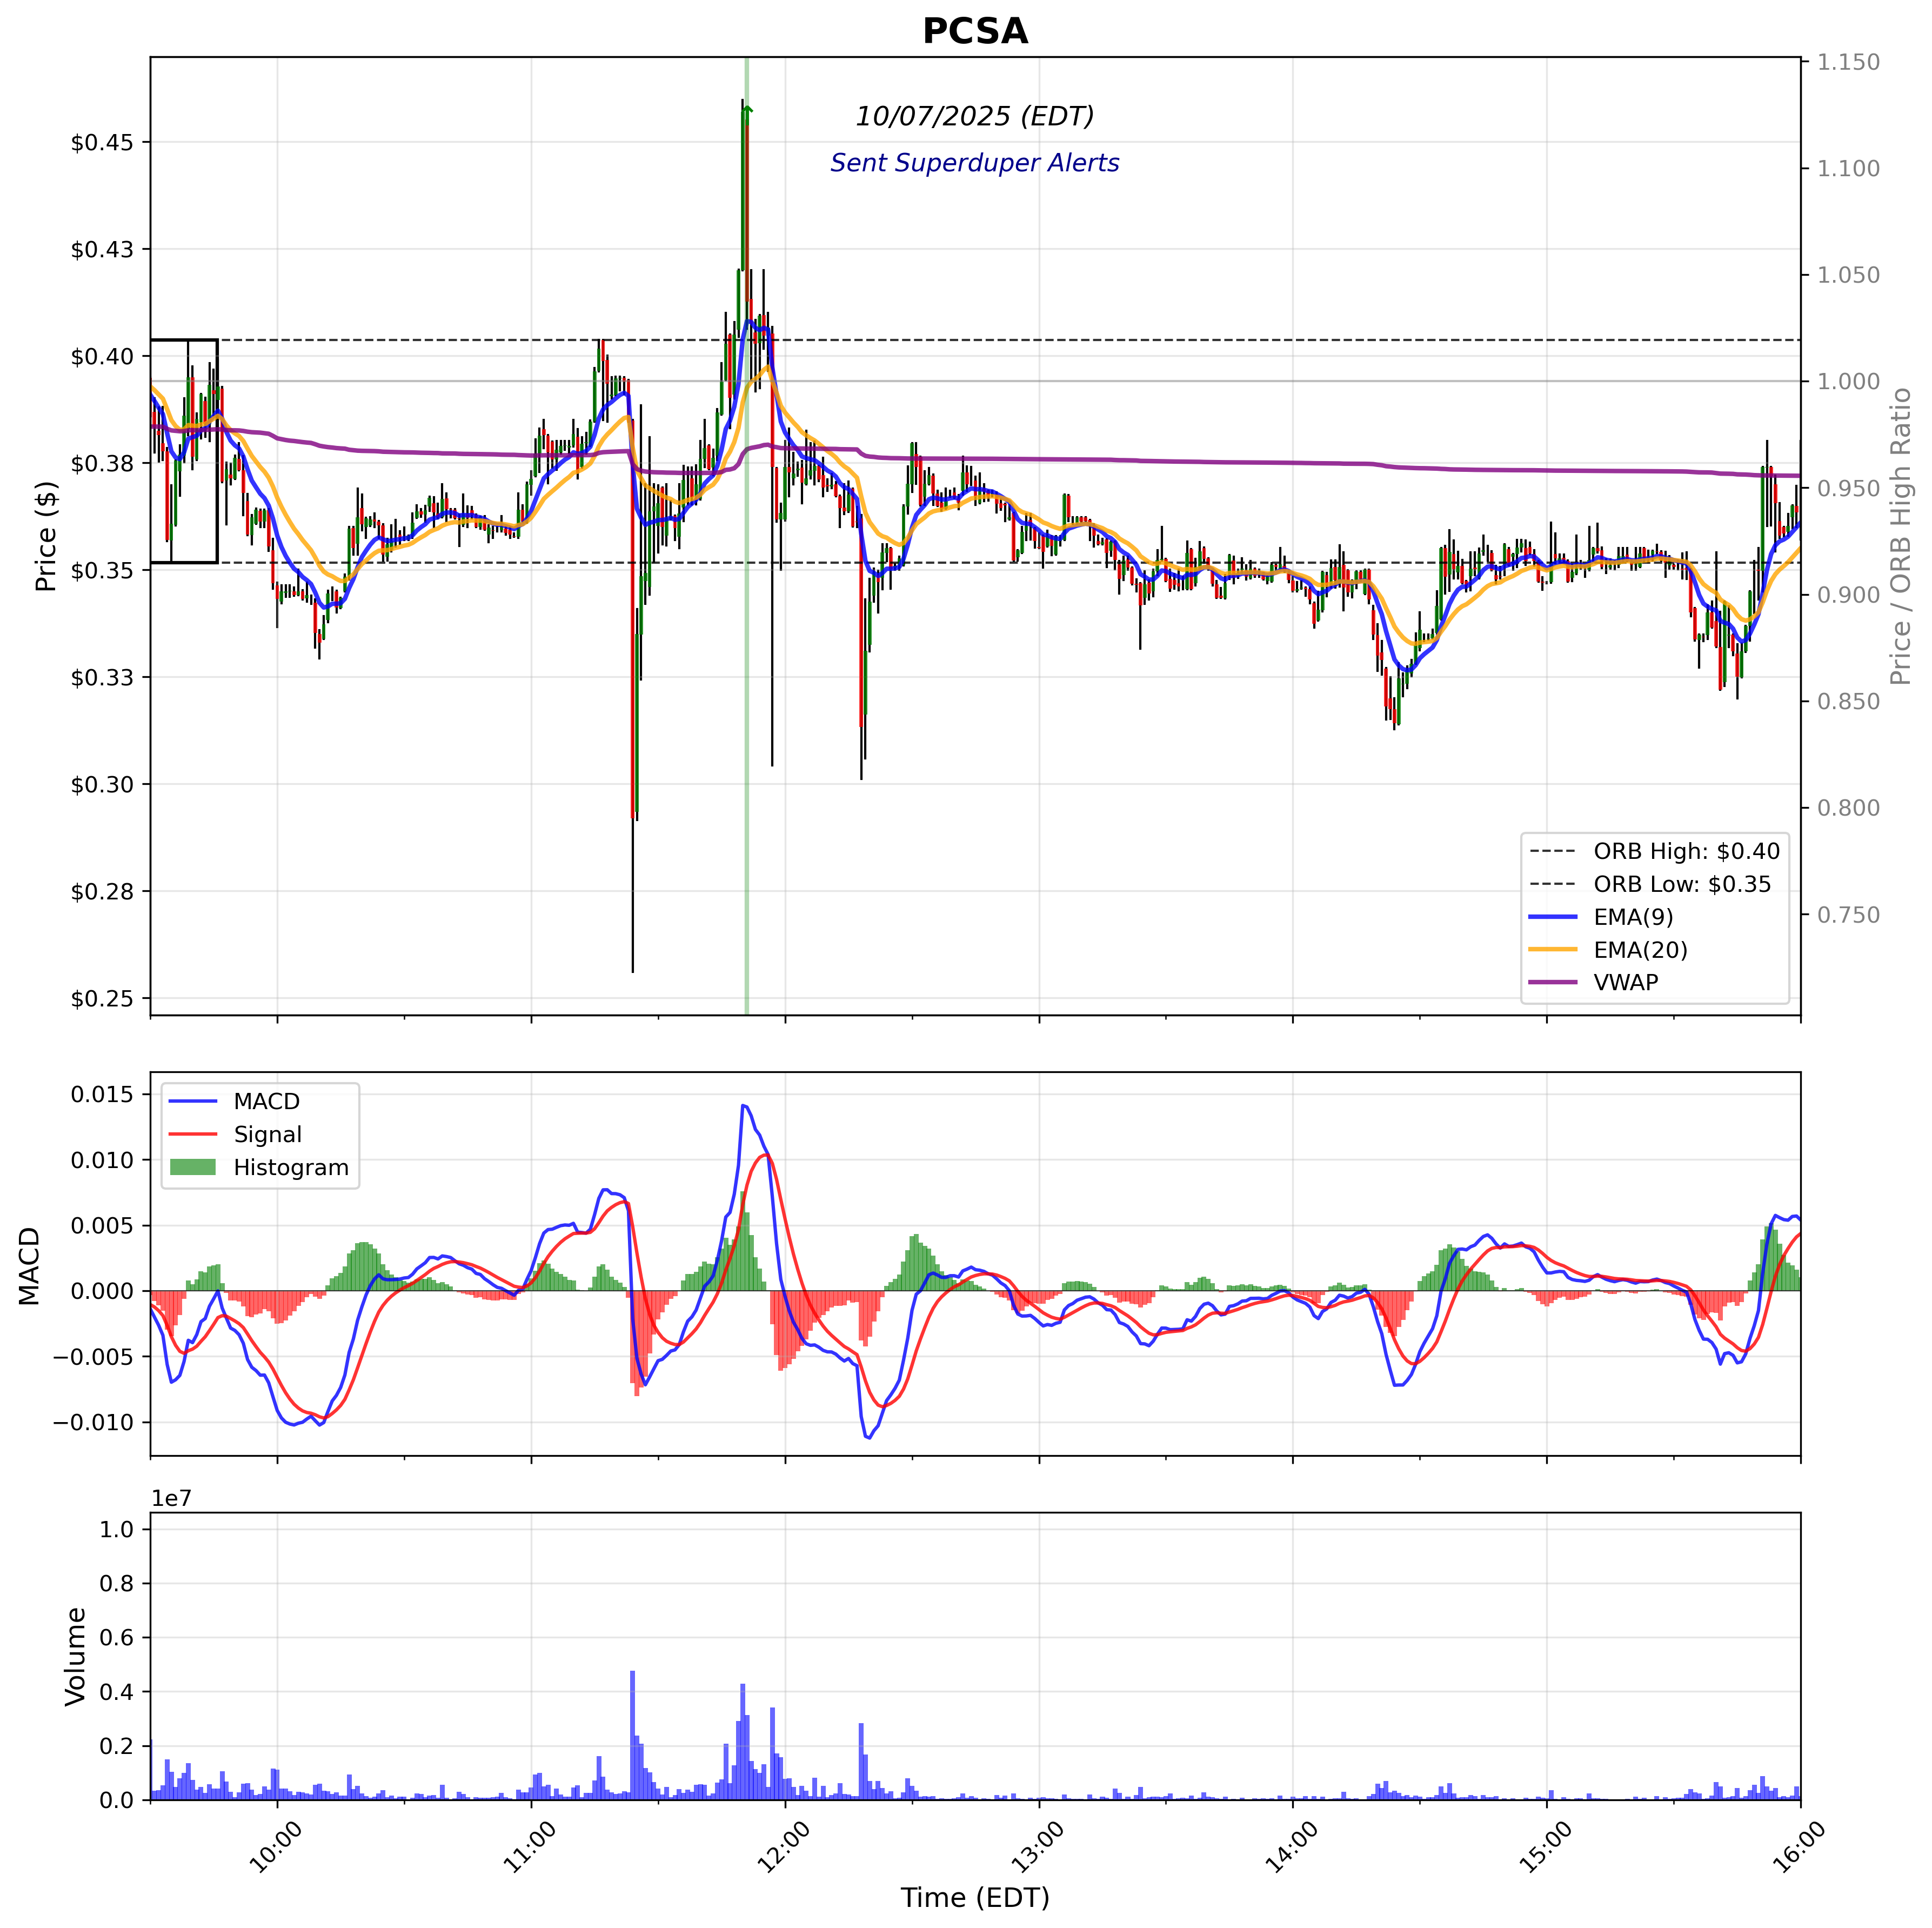 PCSA
10/07/2025 (EDT)
Sent Superduper Alerts
Price ($)
$0.45
$0.43
$0.40
$0.38
$0.35
$0.33
$0.30
$0.28
$0.25
1.150
1.100
1.050
1.000
0.950
0.900
0.850
0.800
0.750
Price / ORB High Ratio
ORB High: $0.40
ORB Low: $0.35
EMA(9)
EMA(20)
VWAP
MACD
0.015
0.010
0.005
0.000
−0.005
−0.010
MACD
Signal
Histogram
1e7
Volume
1.0
0.8
0.6
0.4
0.2
0.0
10:00
11:00
12:00
13:00
14:00
15:00
16:00
Time (EDT)